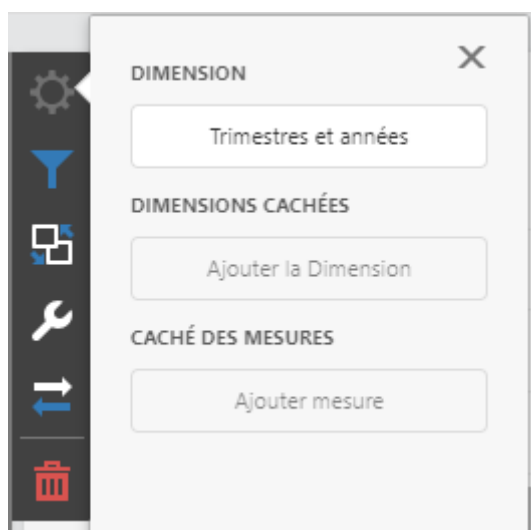 DIMENSION
Trimestres et années
DIMENSIONS CACHÉES
Ajouter la Dimension
CACHÉ DES MESURES
Ajouter mesure